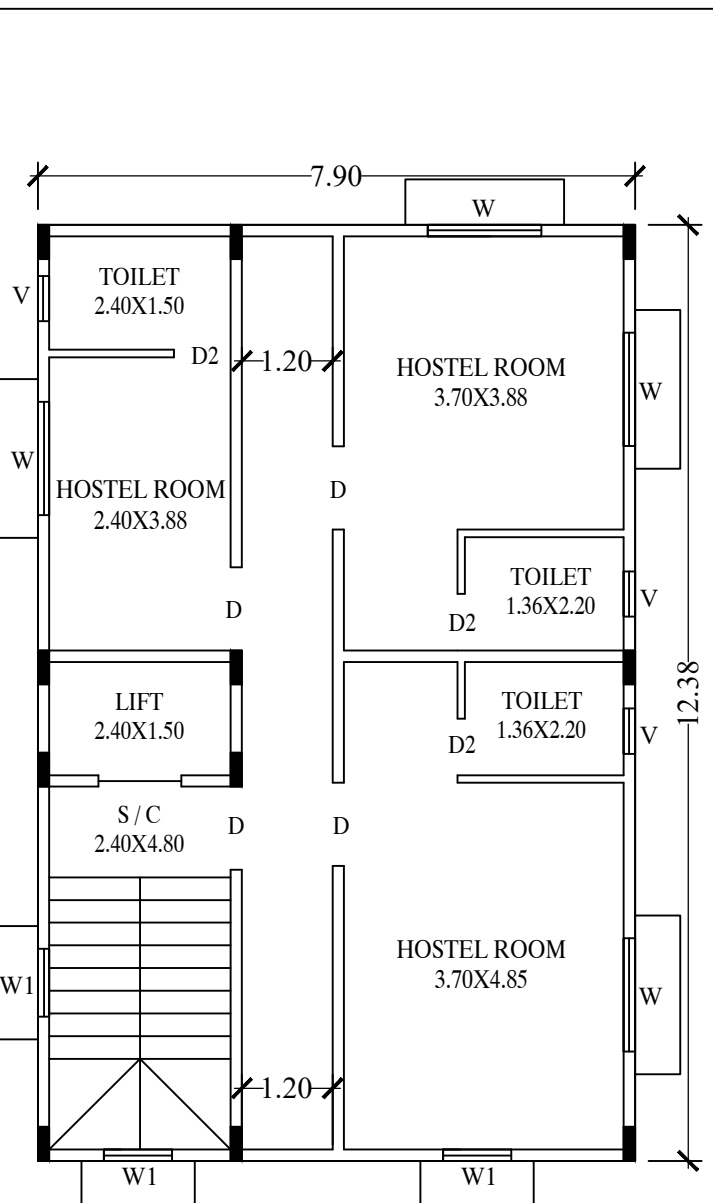 7.90
W
TOILET
2.40X1.50
V
D2
1.20
HOSTEL ROOM
3.70X3.88
W
W
HOSTEL ROOM
2.40X3.88
D
TOILET
1.36X2.20
V
D
D2
LIFT
2.40X1.50
TOILET
1.36X2.20
12.38
V
D2
S / C
2.40X4.80
D
D
HOSTEL ROOM
3.70X4.85
W1
W
1.20
W1
W1